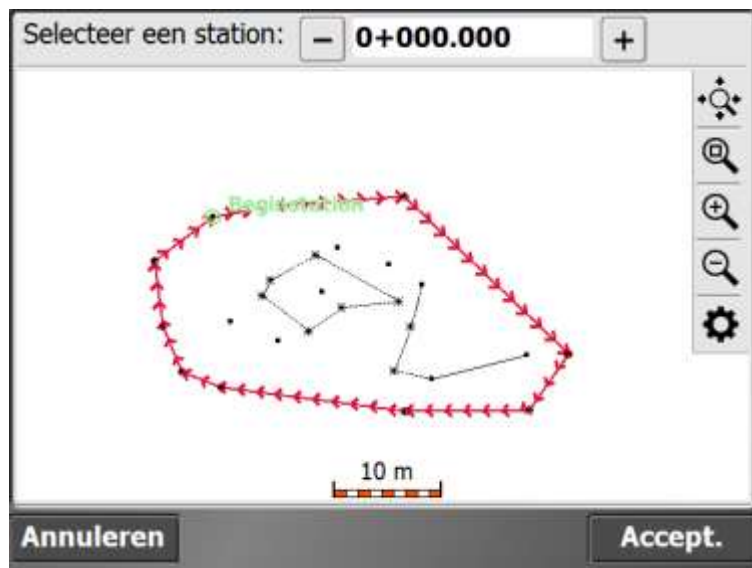 Selecteer een station: − 0+000.000 +
Beginstation
10 m
Annuleren Accept.